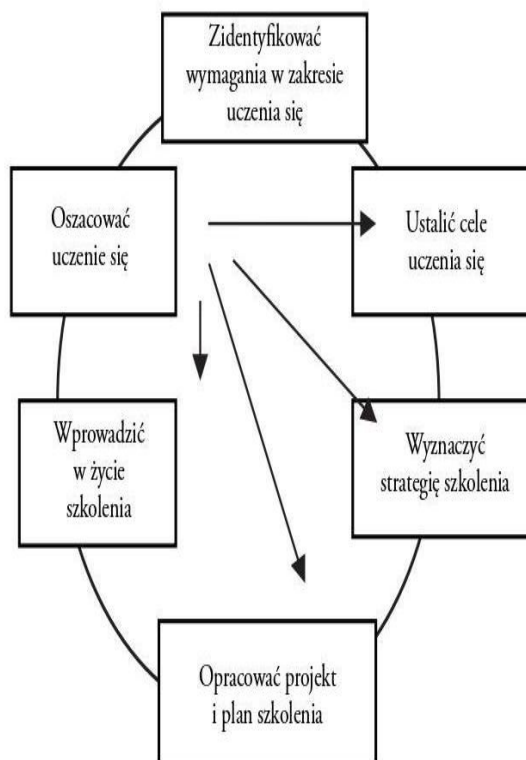 Zidentyfikować
wymagania w zakresie
uczenia się
Oszacować
uczenie się
Ustalić cele
uczenia się
Wprowadzić
w życie
szkolenia
Wyznaczyć
strategię szkolenia
Opracować projekt
i plan szkolenia